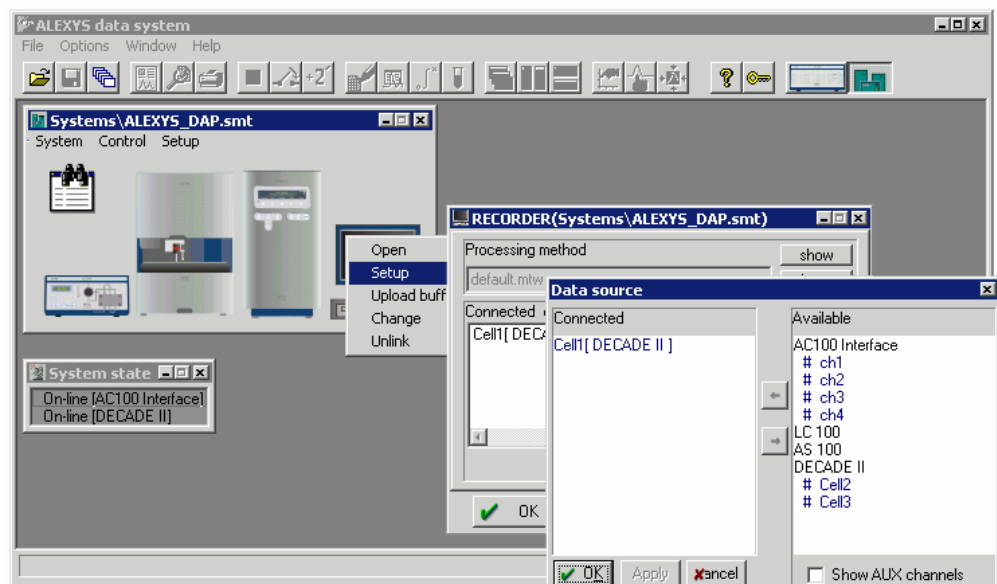 ALEXYS data system
File Options Window Help
+2
Systems\ALEXYS_DAP.smt
System Control Setup
Open
Setup
Upload buff
Change
Unlink
RECORDER(Systems\ALEXYS_DAP.smt)
Processing method
show
default.mtw
Connected
Cell1[ DECA
OK
System state
On-line [AC100 Interface]
On-line [DECADE II]
Data source
Connected
Cell1[ DECADE II ]
Available
AC100 Interface
# ch1
# ch2
# ch3
# ch4
LC 100
AS 100
DECADE II
# Cell2
# Cell3
OK
Apply
Xancel
Show AUX channels